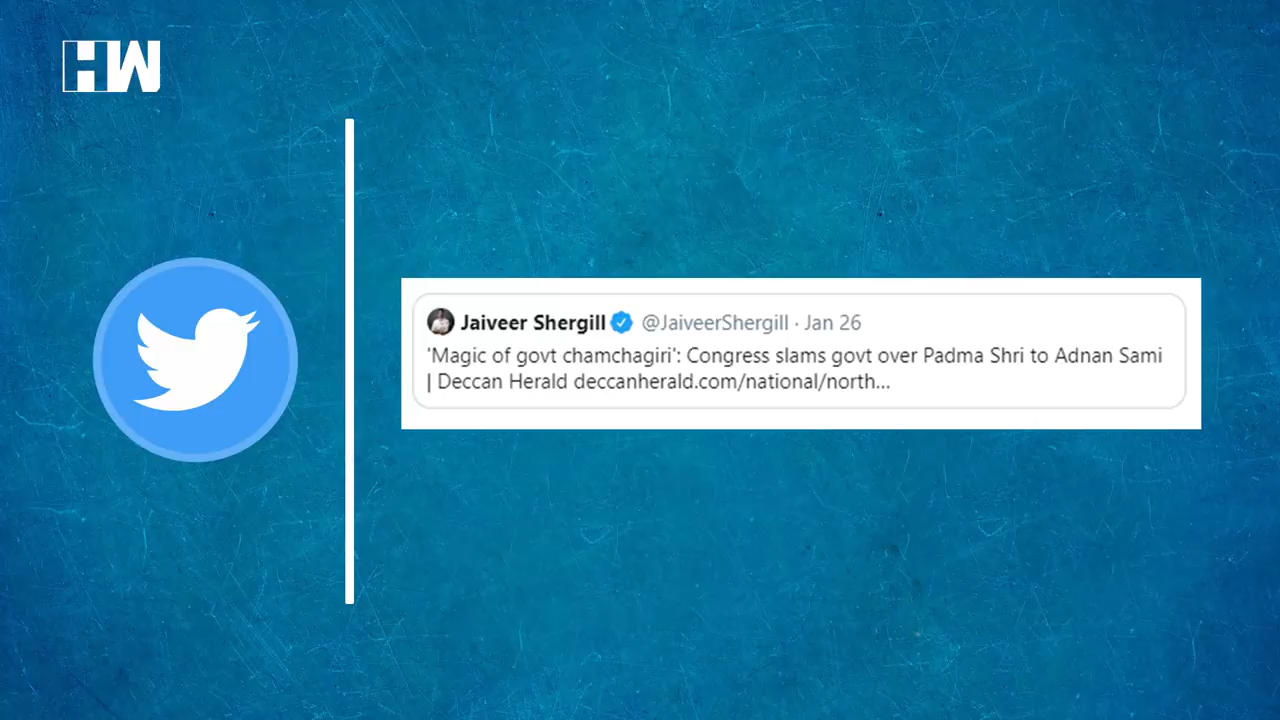 HW
Jaiveer Shergill @JaiveerShergill · Jan 26
'Magic of govt chamchagiri': Congress slams govt over Padma Shri to Adnan Sami
| Deccan Herald deccanherald.com/national/north...